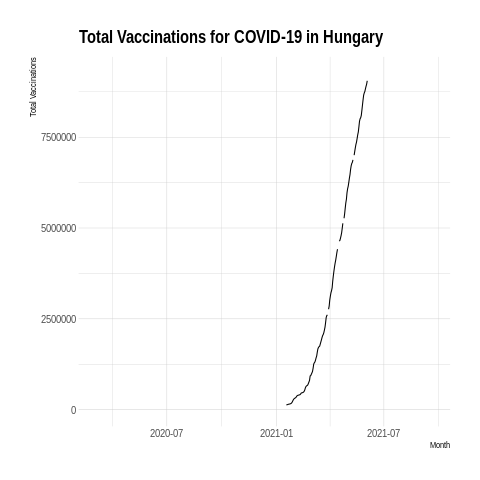 Total Vaccinations for COVID-19 in Hungary
Total Vaccinations
7500000
5000000
2500000
0
2020-07
2021-01
2021-07
Month